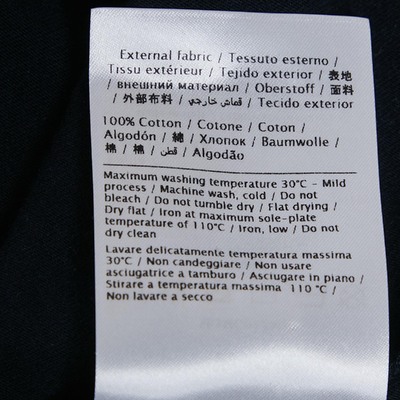 External fabric / Tessuto esterno /
Tissu extérieur / Tejido exterior / 表地
/ внешний материал / Oberstoff / 面料
/ 外部布料 / قماش خارجي / Tecido exterior
100% Cotton / Cotone / Coton /
Algodón / 綿 / Хлопок / Baumwolle /
棉 / 棉 / قطن / Algodão
Maximum washing temperature 30°C - Mild
process / Machine wash, cold / Do not
bleach / Do not turnble dry / Flat drying /
Dry flat / Iron at maximum sole-plate
temperature of 110°C / Iron, low / Do not
dry clean
Lavare delicatamente temperatura massima
30°C / Non candeggiare / Non usare
asciugatrice a tamburo / Asciugare in piano /
Stirare a temperatura massima 110 °C /
Non lavare a secco